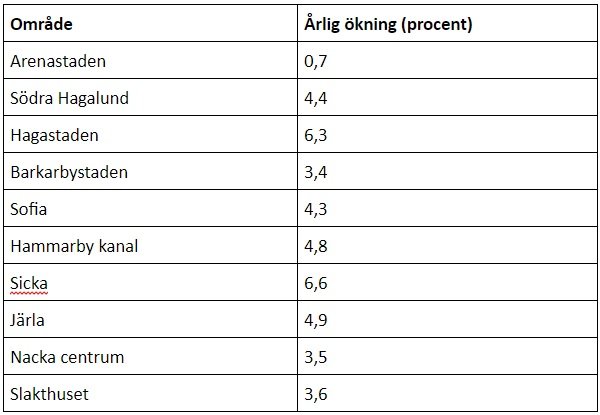 Område Årlig ökning (procent)
Arenastaden 0,7
Södra Hagalund 4,4
Hagastaden 6,3
Barkarbystaden 3,4
Sofia 4,3
Hammarby kanal 4,8
Sicka 6,6
Järla 4,9
Nacka centrum 3,5
Slakthuset 3,6